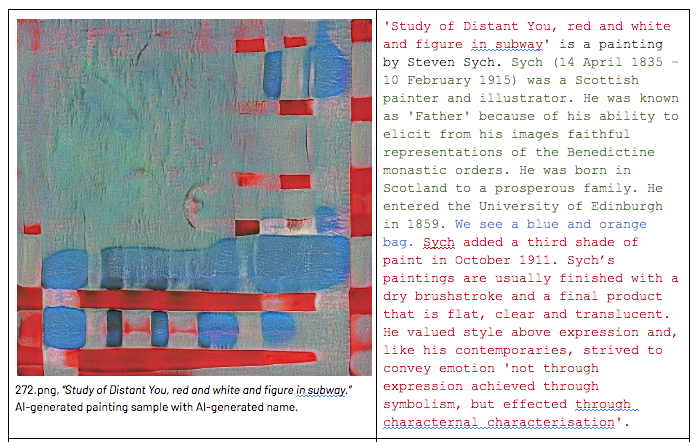 'Study of Distant You, red and white
and figure in subway' is a painting
by Steven Sych. Sych (14 April 1835 –
10 February 1915) was a Scottish
painter and illustrator. He was known
as 'Father' because of his ability to
elicit from his images faithful
representations of the Benedictine
monastic orders. He was born in
Scotland to a prosperous family. He
entered the University of Edinburgh
in 1859. We see a blue and orange
bag. Sych added a third shade of
paint in October 1911. Sych’s
paintings are usually finished with a
dry brushstroke and a final product
that is flat, clear and translucent.
He valued style above expression and,
like his contemporaries, strived to
convey emotion 'not through
expression achieved through
symbolism, but effected through
characternal characterisation'.
272.png, “Study of Distant You, red and white and figure in subway.”
AI-generated painting sample with AI-generated name.